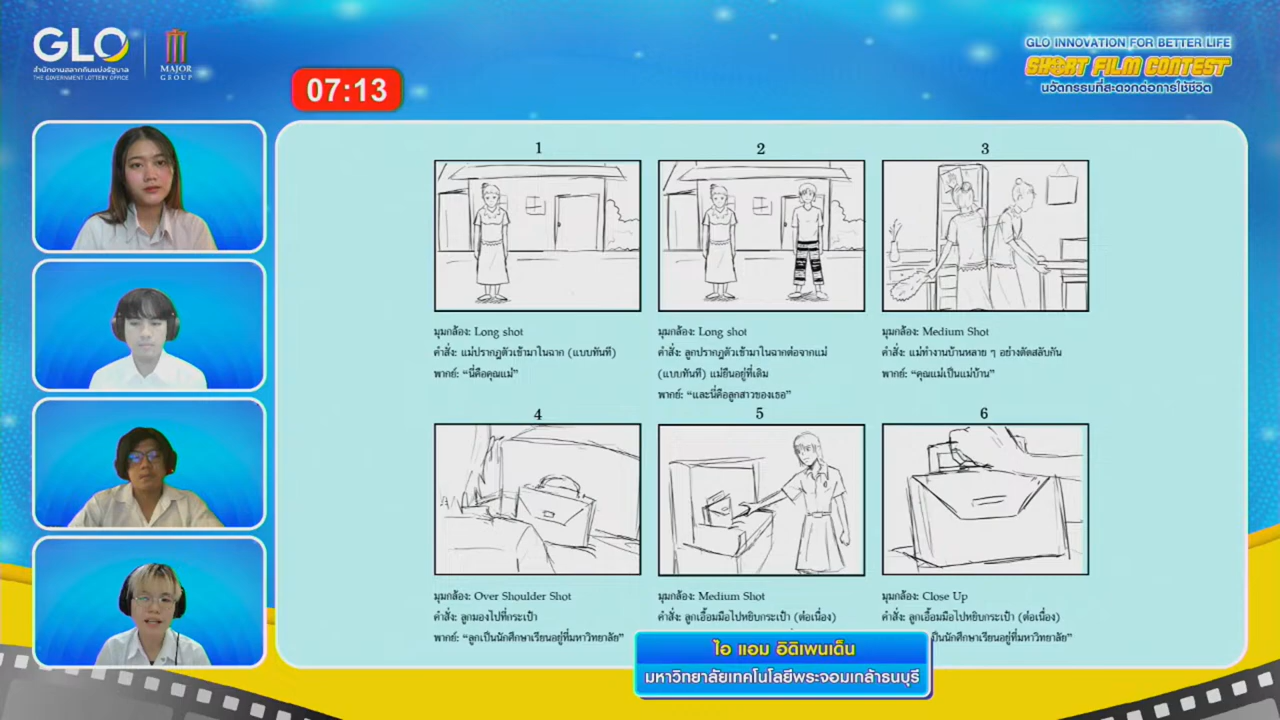 GLO
สำนักงานสลากกินแบ่งรัฐบาล
THE GOVERNMENT LOTTERY OFFICE
MAJOR
GROUP
GLO INNOVATION FOR BETTER LIFE
SHORT FILM CONTEST
นวัตกรรมที่สะดวกต่อการใช้ชีวิต
07:13
1
2
3
มุมกล้อง: Long shot
คำสั่ง: แม่ปรากฏตัวเข้ามาในฉาก (แบบทันที)
พากย์: “นี่คือคุณแม่”
มุมกล้อง: Long shot
คำสั่ง: ลูกปรากฏตัวเข้ามาในฉากต่อจากแม่
(แบบทันที) แม่ยืนอยู่ที่เดิม
พากย์: “และนี่คือลูกสาวของเธอ”
มุมกล้อง: Medium Shot
คำสั่ง: แม่ทำงานบ้านหลาย ๆ อย่างตัดสลับกัน
พากย์: “คุณแม่เป็นแม่บ้าน”
4
5
6
มุมกล้อง: Over Shoulder Shot
คำสั่ง: ลูกมองไปที่กระเป๋า
พากย์: “ลูกเป็นนักศึกษาเรียนอยู่ที่มหาวิทยาลัย”
มุมกล้อง: Medium Shot
คำสั่ง: ลูกเอื้อมมือไปหยิบกระเป๋า (ต่อเนื่อง)
มุมกล้อง: Close Up
คำสั่ง: ลูกเอื้อมมือไปหยิบกระเป๋า (ต่อเนื่อง)
เป็นนักศึกษาเรียนอยู่ที่มหาวิทยาลัย”
ไอ แอม อิดิเพนเด็น
มหาวิทยาลัยเทคโนโลยีพระจอมเกล้าธนบุรี